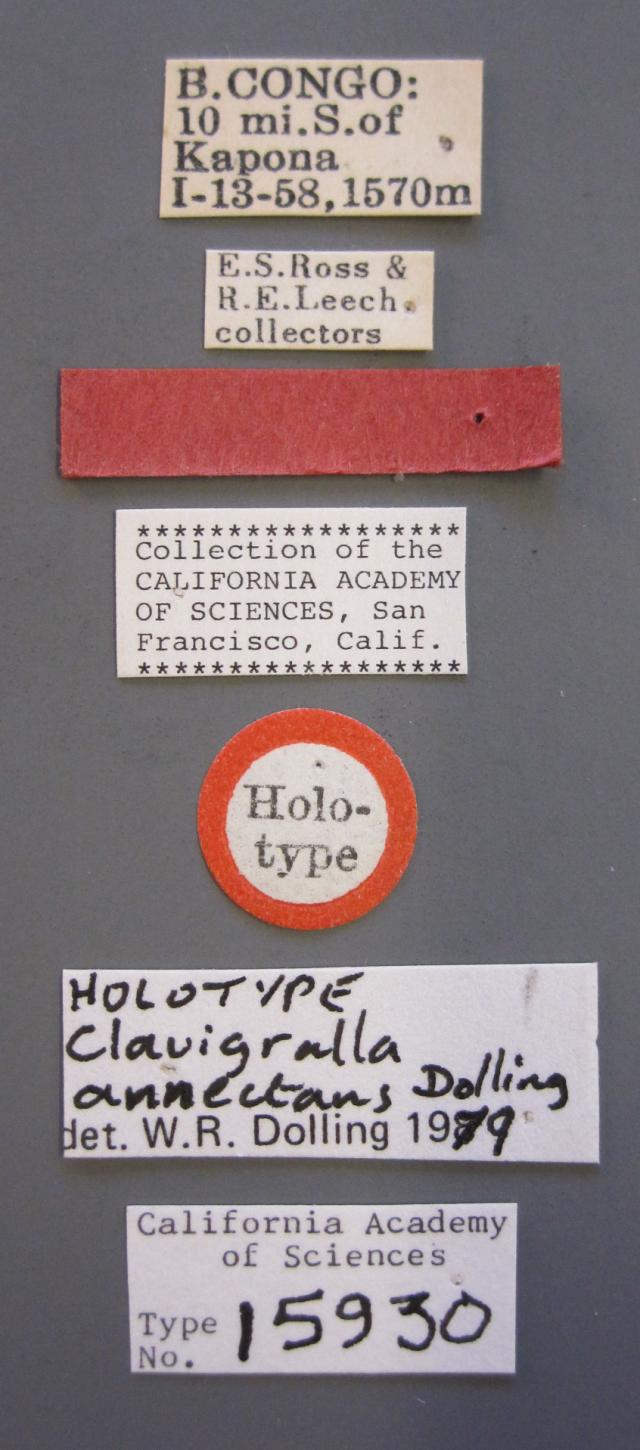 B.CONGO:
10 mi.S.of
Kapona
I-13-58,1570m
E.S.Ross &
R.E.Leech
collectors
******************
Collection of the
CALIFORNIA ACADEMY
OF SCIENCES, San
Francisco, Calif.
******************
Holo-
type
HOLOTYPE
Clavigralla
annectans Dolling
det. W.R. Dolling 1979
California Academy
of Sciences
Type
No. 15930